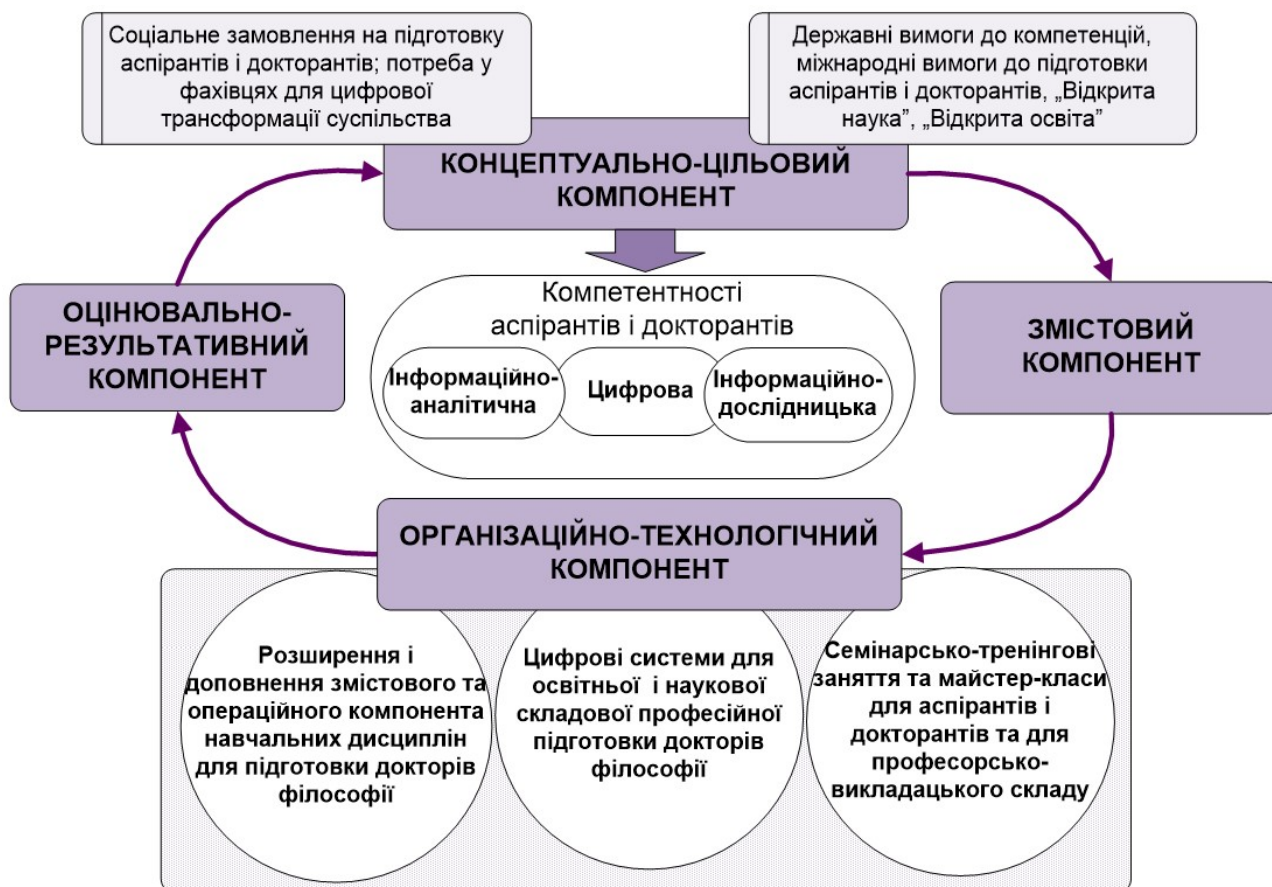 Соціальне замовлення на підготовку
аспірантів і докторантів; потреба у
фахівцях для цифрової
трансформації суспільства
Державні вимоги до компетенцій,
міжнародні вимоги до підготовки
аспірантів і докторантів, „Відкрита
наука”, „Відкрита освіта”
КОНЦЕПТУАЛЬНО-ЦІЛЬОВИЙ
КОМПОНЕНТ
ОЦІНЮВАЛЬНО-
РЕЗУЛЬТАТИВНИЙ
КОМПОНЕНТ
Компетентності
аспірантів і докторантів
Інформаційно-
аналітична
Цифрова
Інформаційно-
дослідницька
ЗМІСТОВИЙ
КОМПОНЕНТ
ОРГАНІЗАЦІЙНО-ТЕХНОЛОГІЧНИЙ
КОМПОНЕНТ
Розширення і
доповнення змістового та
операційного компонента
навчальних дисциплін
для підготовки докторів
філософії
Цифрові системи для
освітньої і наукової
складової професійної
підготовки докторів
філософії
Семінарсько-тренінгові
заняття та майстер-класи
для аспірантів і
докторантів та для
професорсько-
викладацького складу